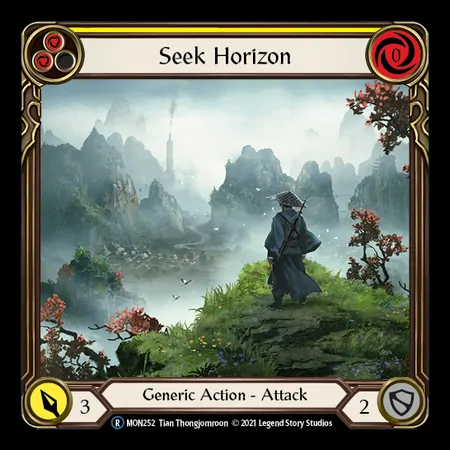 Seek Horizon
0
3
Generic Action - Attack
2
R MON252 Tian Thongjomroon © 2021 Legend Story Studios